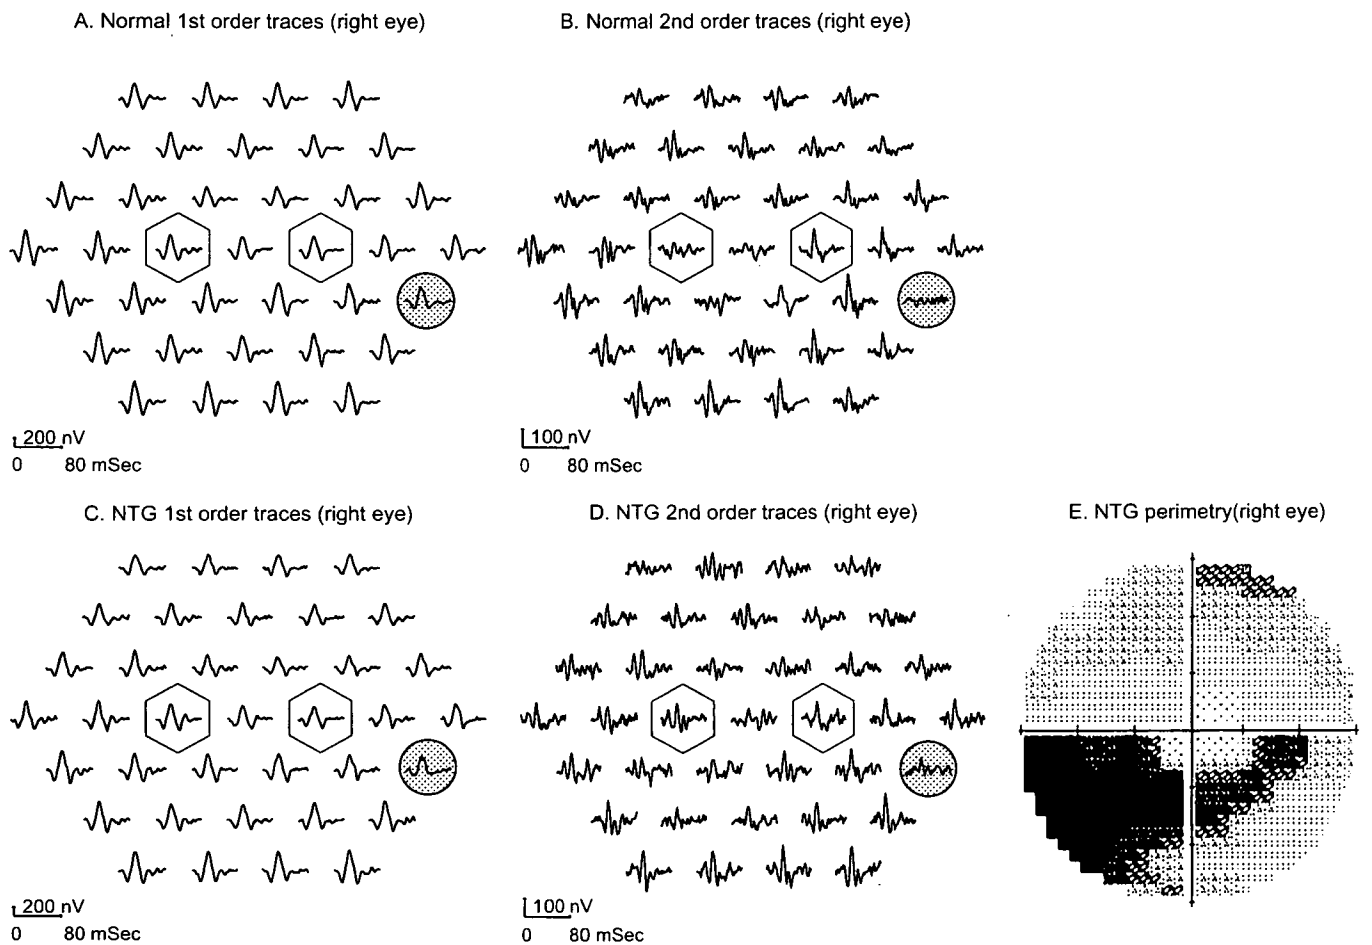 A. Normal 1st order traces (right eye)
B. Normal 2nd order traces (right eye)
200 nV
0 80 mSec
100 nV
0 80 mSec
C. NTG 1st order traces (right eye)
D. NTG 2nd order traces (right eye)
E. NTG perimetry(right eye)
200 nV
0 80 mSec
100 nV
0 80 mSec